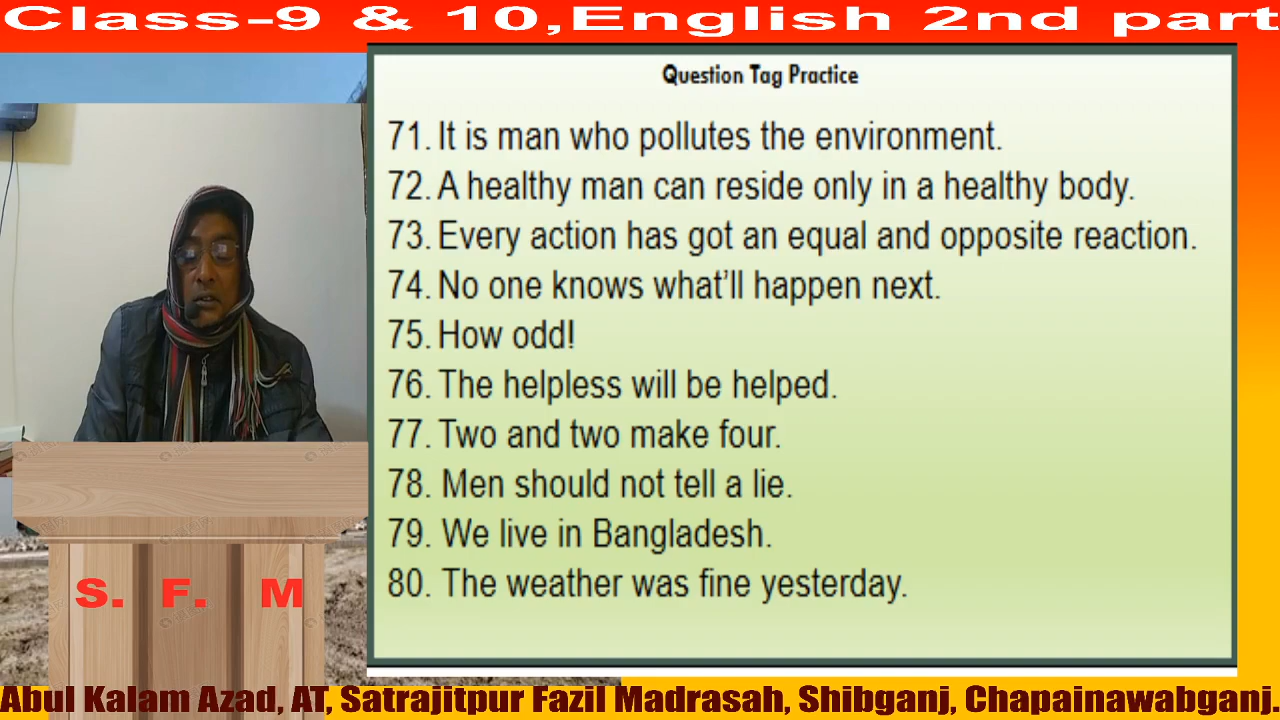 Class-9 & 10,English 2nd part
Question Tag Practice
71. It is man who pollutes the environment.
72. A healthy man can reside only in a healthy body.
73. Every action has got an equal and opposite reaction.
74. No one knows what'll happen next.
75. How odd!
76. The helpless will be helped.
77. Two and two make four.
78. Men should not tell a lie.
79. We live in Bangladesh.
80. The weather was fine yesterday.
S. F. M
Abul Kalam Azad, AT, Satrajitpur Fazil Madrasah, Shibganj, Chapainawabganj.